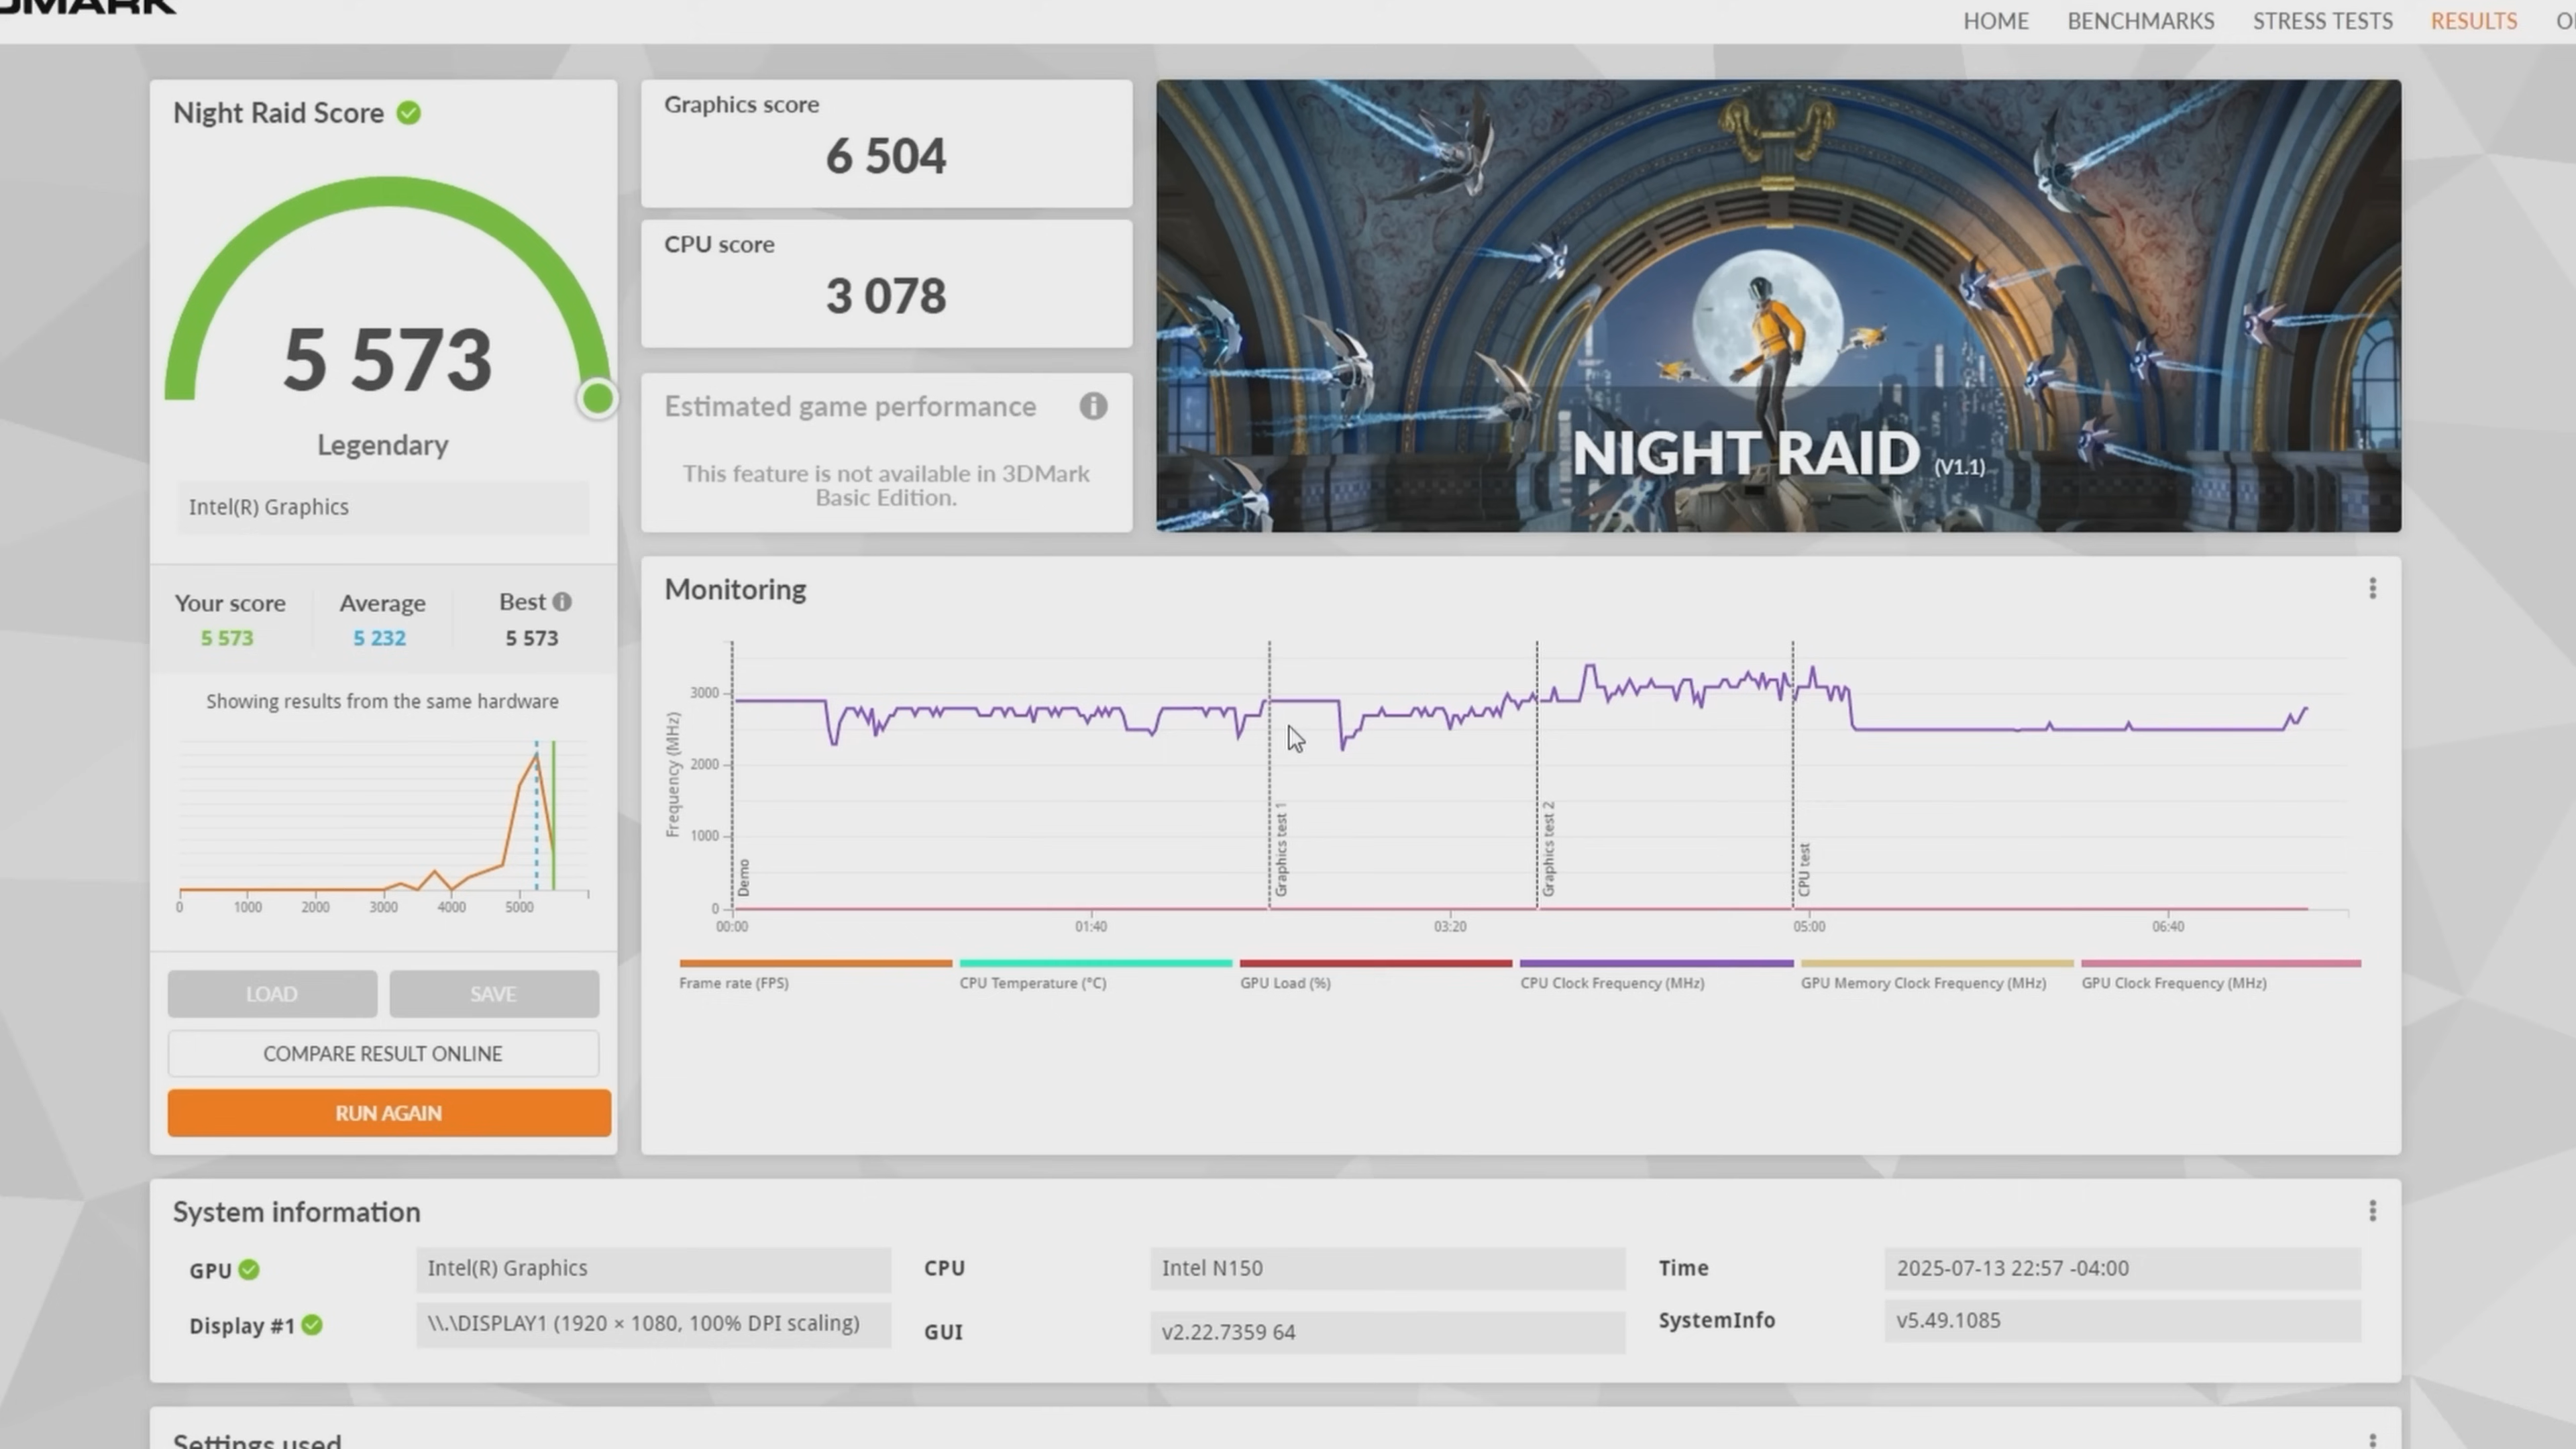 HOME BENCHMARKS STRESS TESTS RESULTS
Night Raid Score
5 573
Legendary
Intel(R) Graphics
Your score Average Best
5 573 5 232 5 573
Showing results from the same hardware
0 1000 2000 3000 4000 5000
LOAD SAVE
COMPARE RESULT ONLINE
RUN AGAIN
Graphics score
6 504
CPU score
3 078
Estimated game performance
This feature is not available in 3DMark
Basic Edition.
NIGHT RAID (V1.1)
Monitoring
Frequency (MHz)
3000
2000
1000
0
Demo
Graphics test 1
Graphics test 2
CPU test
00:00 01:40 03:20 05:00 06:40
Frame rate (FPS) CPU Temperature (°C) GPU Load (%) CPU Clock Frequency (MHz) GPU Memory Clock Frequency (MHz) GPU Clock Frequency (MHz)
System information
GPU Intel(R) Graphics CPU Intel N150 Time 2025-07-13 22:57 -04:00
Display #1 \\.\DISPLAY1 (1920 × 1080, 100% DPI scaling) GUI v2.22.7359 64 SystemInfo v5.49.1085
Settings used